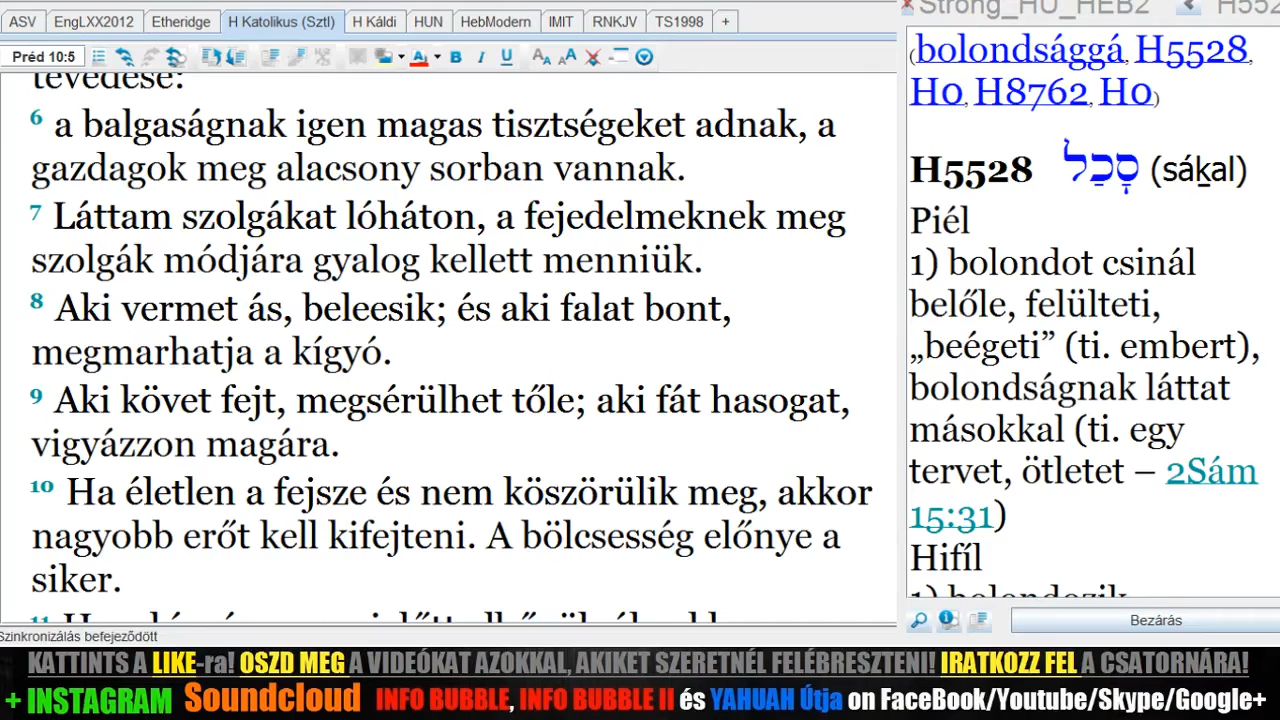 ASV EngLXX2012 Etheridge H Katolikus (Sztl) H Káldi HUN HebModern IMIT RNKJV TS1998 +
Préd 10:5
tévedése:
6 a balgaságnak igen magas tisztségeket adnak, a
gazdagok meg alacsony sorban vannak.
7 Láttam szolgákat lóháton, a fejedelmeknek meg
szolgák módjára gyalog kellett menniük.
8 Aki vermet ás, beleesik; és aki falat bont,
megmarhatja a kígyó.
9 Aki követ fejt, megsérülhet tőle; aki fát hasogat,
vigyázzon magára.
10 Ha életlen a fejsze és nem köszörülik meg, akkor
nagyobb erőt kell kifejteni. A bölcsesség előnye a
siker.
Szinkronizálás befejeződött
Strong_HU_HEB2
(bolondsággá, H5528,
H0, H8762, H0)
H5528 סָכַל (sáḵal)
Piél
1) bolondot csinál
belőle, felülteti,
„beégeti” (ti. embert),
bolondságnak láttat
másokkal (ti. egy
tervet, ötletet – 2Sám
15:31)
Hifíl
1) bolondozik
Bezárás
KATTINTS A LIKE-ra! OSZD MEG A VIDEÓKAT AZOKKAL, AKIKET SZERETNÉL FELÉBRESZTENI! IRATKOZZ FEL A CSATORNÁRA!
+ INSTAGRAM Soundcloud INFO BUBBLE, INFO BUBBLE II és YAHUAH Útja on FaceBook/Youtube/Skype/Google+